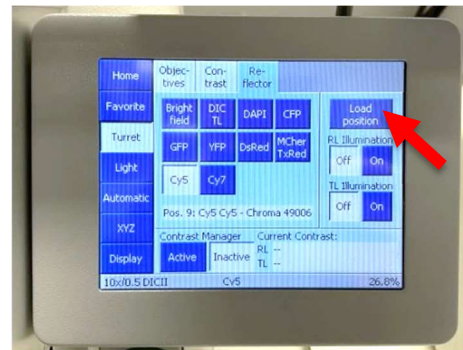 Home
Objec-
tives
Con-
trast
Re-
flector
Favorite
Bright
field
DIC
TL
DAPI
CFP
Load
position
Turret
GFP
YFP
DsRed
MCher
TxRed
RL Illumination
Off On
Light
Cy5
Cy7
TL Illumination
Off On
Automatic
Pos. 9: Cy5 Cy5 - Chroma 49006
XYZ
Contrast Manager
Current Contrast:
Active
Inactive
RL --
TL --
Display
10x/0.5 DICII
Cy5
26.8%